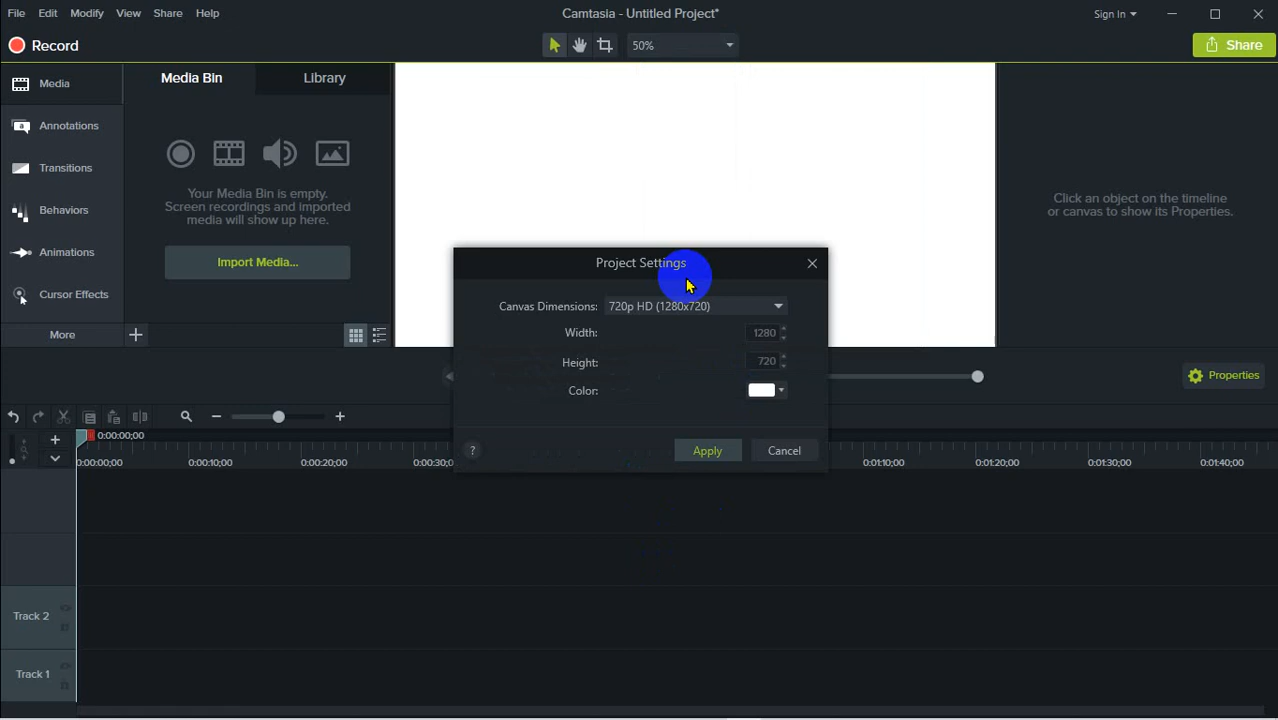 File Edit Modify View Share Help
Camtasia - Untitled Project*
Sign In
Record
50%
Share
Media
Annotations
Transitions
Behaviors
Animations
Cursor Effects
More
Media Bin
Library
Your Media Bin is empty.
Screen recordings and imported
media will show up here.
Import Media...
Click an object on the timeline
or canvas to show its Properties.
Project Settings
Canvas Dimensions: 720p HD (1280x720)
Width: 1280
Height: 720
Color:
? Apply Cancel
Properties
0:00:00;00
0:00:00;00 0:00:10;00 0:00:20;00 0:00:30;00 0:01:10;00 0:01:20;00 0:01:30;00 0:01:40;00
Track 2
Track 1